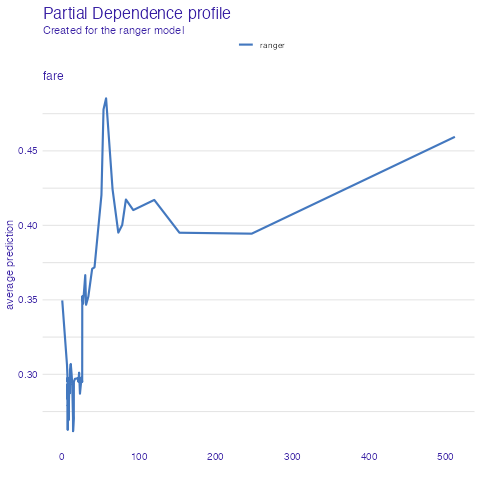 Partial Dependence profile
Created for the ranger model
ranger
fare
average prediction
0.45
0.40
0.35
0.30
0 100 200 300 400 500